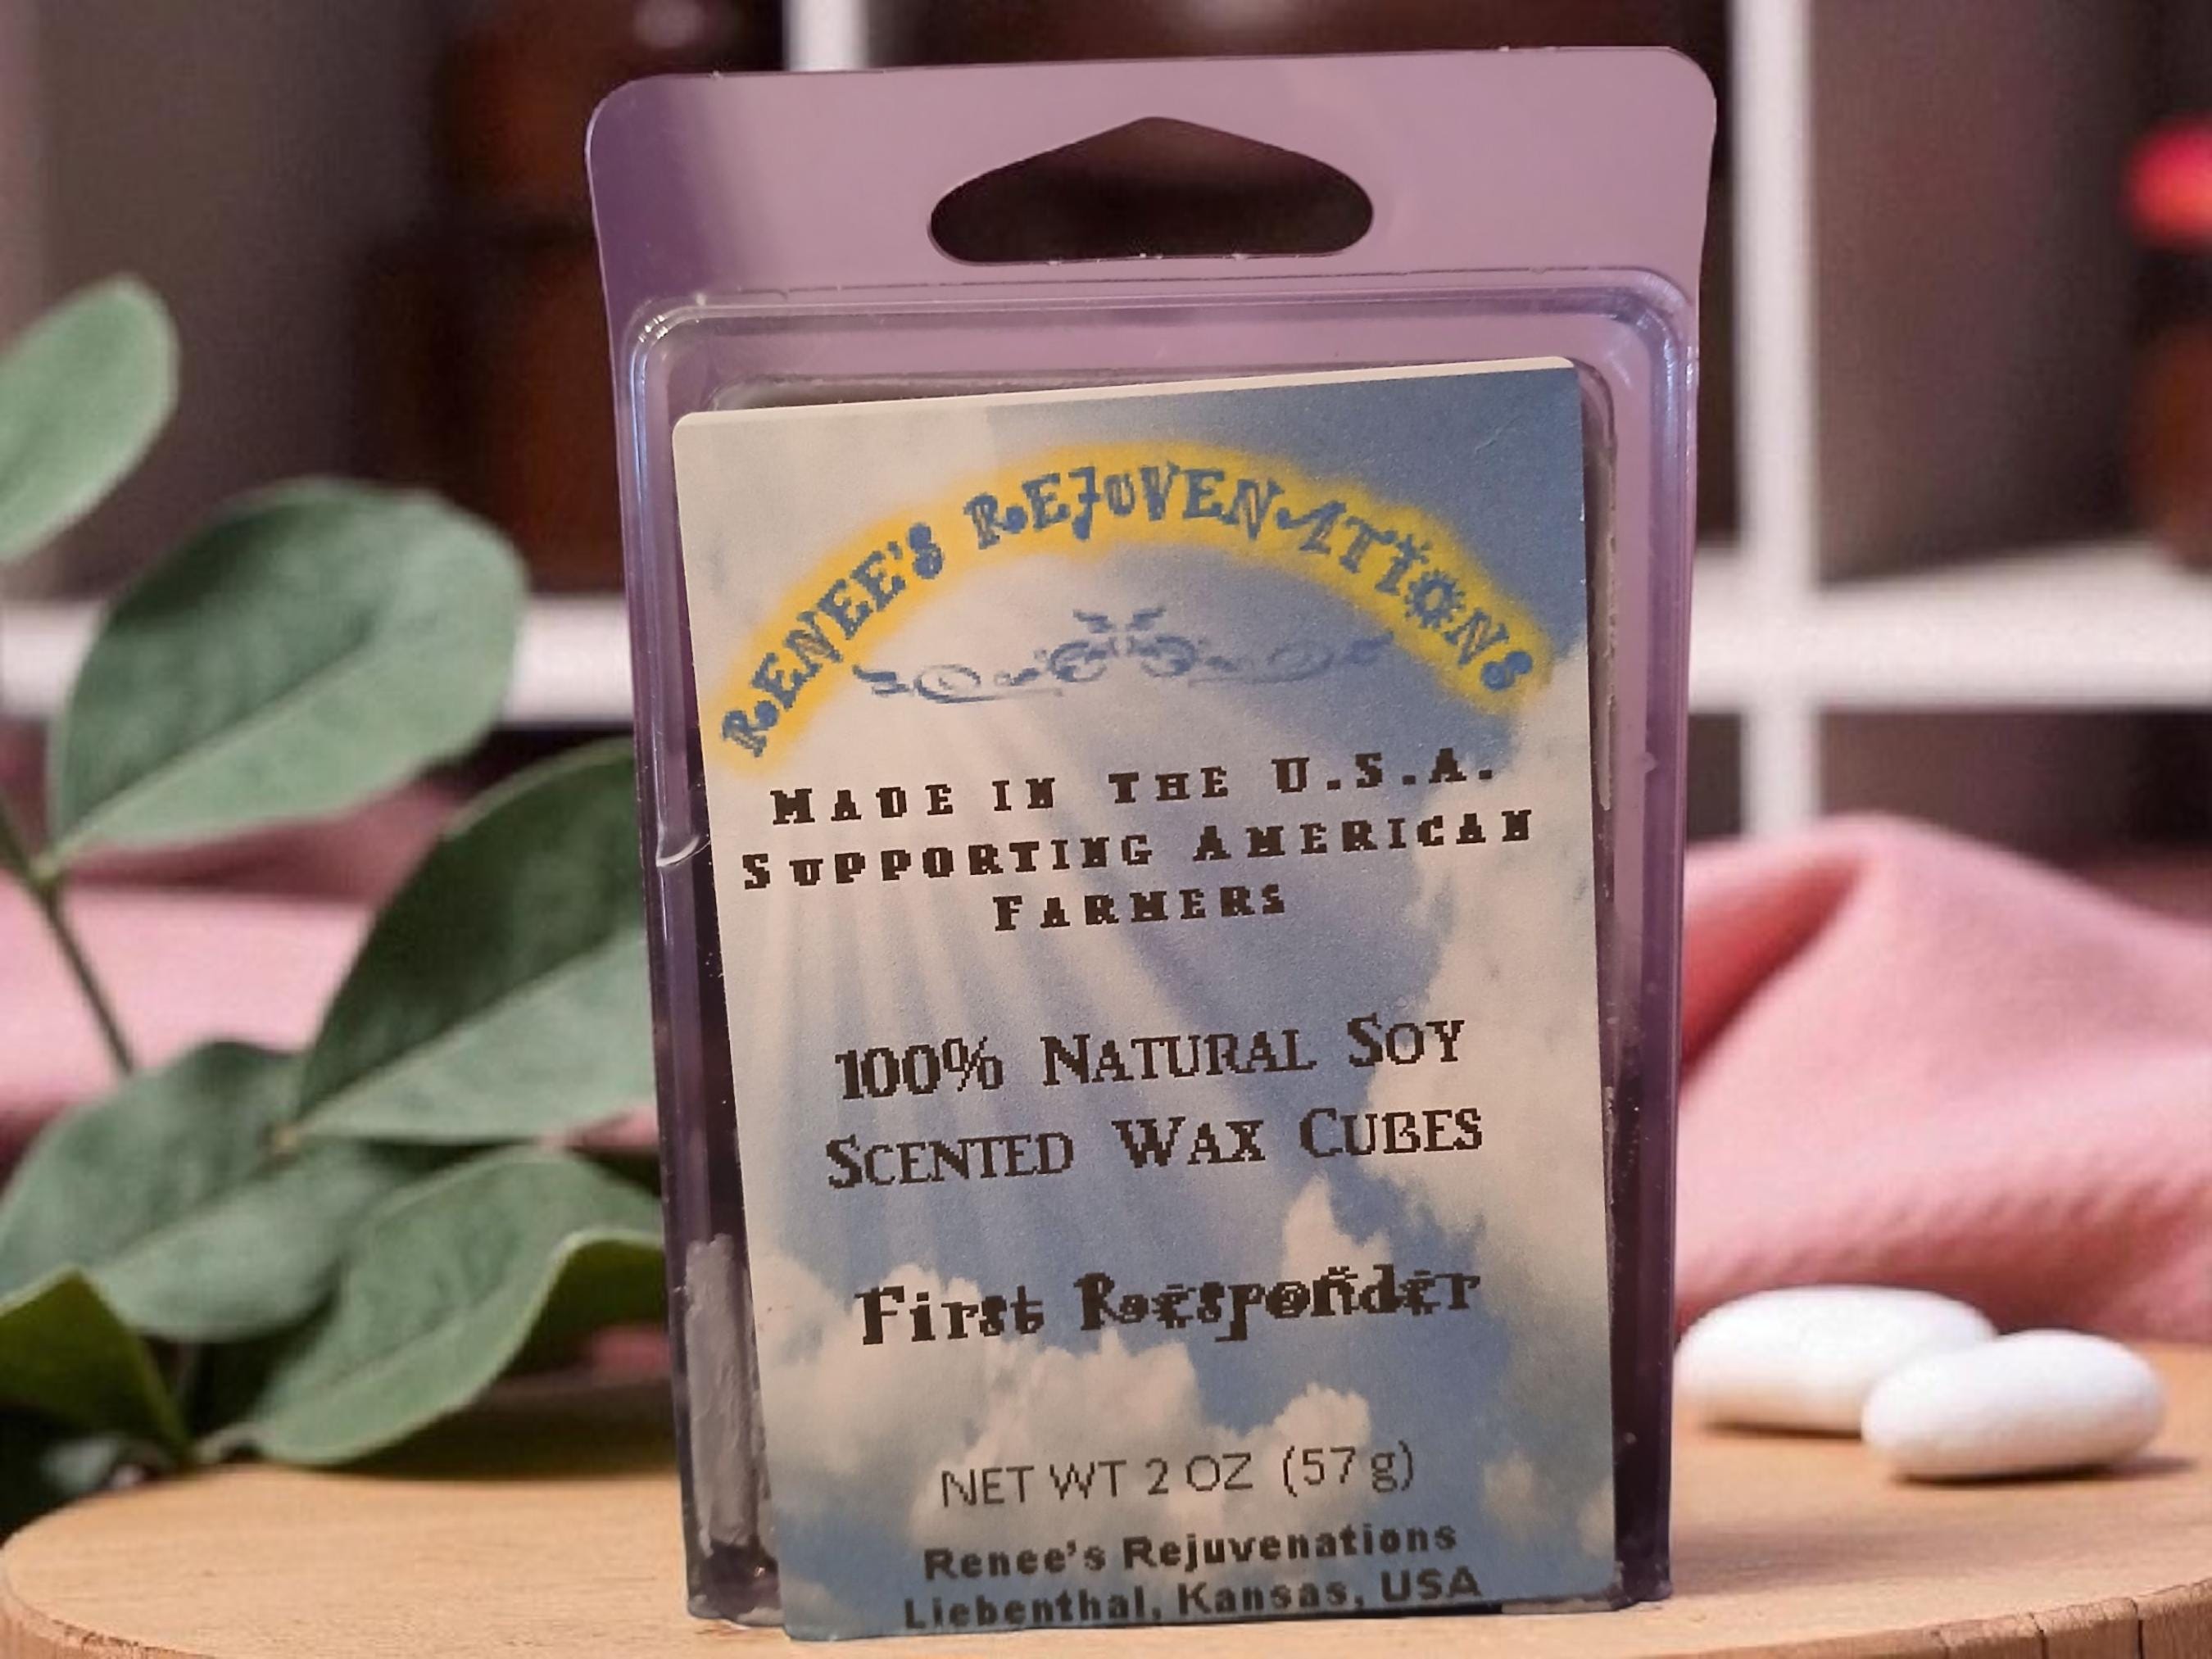 RENEE'S REJUVENATIONS
MADE IN THE U.S.A.
SUPPORTING AMERICAN
FARMERS
100% NATURAL SOY
SCENTED WAX CUBES
First Responder
NET WT 2 OZ (57 g)
Renee's Rejuvenations
Liebenthal, Kansas, USA